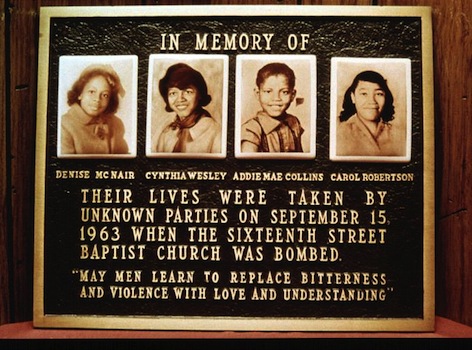 IN MEMORY OF
DENISE MC NAIR CYNTHIA WESLEY ADDIE MAE COLLINS CAROL ROBERTSON
THEIR LIVES WERE TAKEN BY
UNKNOWN PARTIES ON SEPTEMBER 15,
1963 WHEN THE SIXTEENTH STREET
BAPTIST CHURCH WAS BOMBED.
"MAY MEN LEARN TO REPLACE BITTERNESS
AND VIOLENCE WITH LOVE AND UNDERSTANDING"